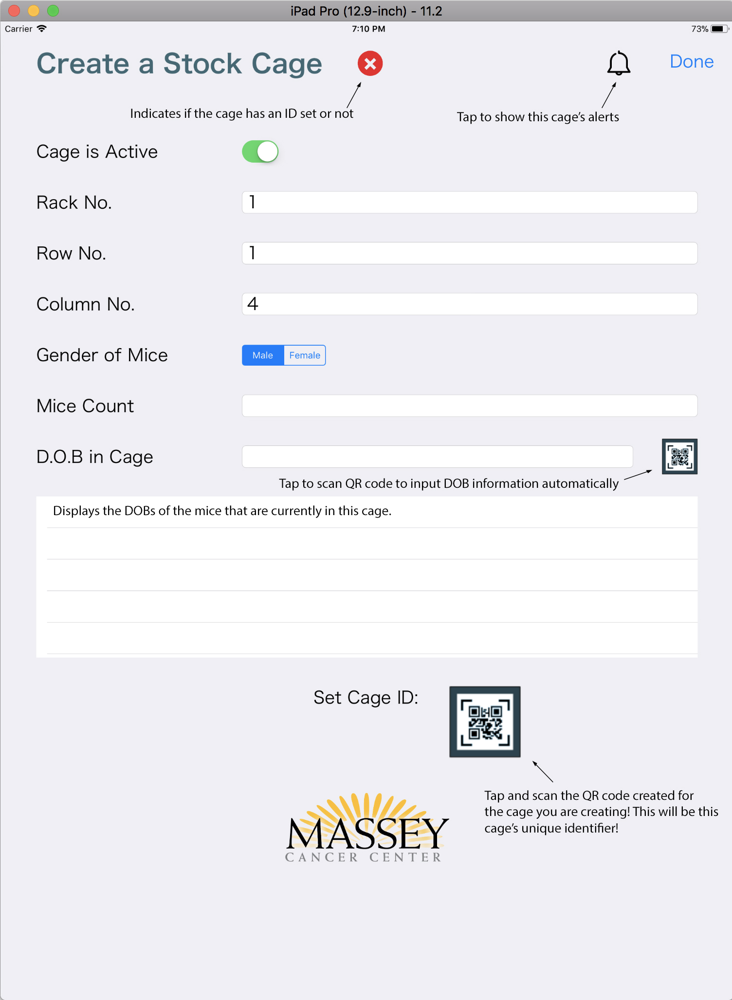 iPad Pro (12.9-inch) - 11.2
Carrier 7:10 PM 73%
Create a Stock Cage Done
Indicates if the cage has an ID set or not
Tap to show this cage's alerts
Cage is Active
Rack No. 1
Row No. 1
Column No. 4
Gender of Mice Male Female
Mice Count
D.O.B in Cage
Tap to scan QR code to input DOB information automatically
Displays the DOBs of the mice that are currently in this cage.
Set Cage ID:
Tap and scan the QR code created for
the cage you are creating! This will be this
cage's unique identifier!
MASSEY
CANCER CENTER